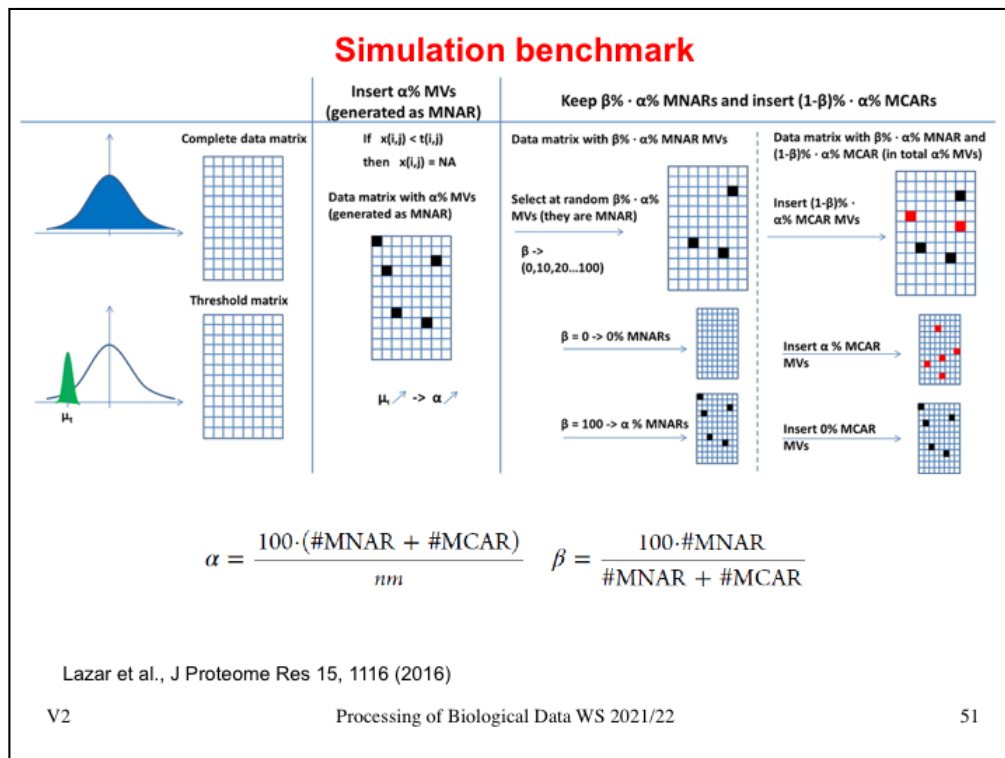 Simulation benchmark
Insert α% MVs
(generated as MNAR)
Keep β% · α% MNARs and insert (1-β)% · α% MCARs
Complete data matrix
Threshold matrix
μt
If x(i,j) < t(i,j)
then x(i,j) = NA
Data matrix with α% MVs
(generated as MNAR)
μt ↗ -> α ↗
Data matrix with β% · α% MNAR MVs
Select at random β% · α%
MVs (they are MNAR)
β ->
(0,10,20...100)
β = 0 -> 0% MNARs
β = 100 -> α % MNARs
Data matrix with β% · α% MNAR and
(1-β)% · α% MCAR (in total α% MVs)
Insert (1-β)% ·
α% MCAR MVs
Insert α % MCAR
MVs
Insert 0% MCAR
MVs
α = 100·(#MNAR + #MCAR) / nm
β = 100·#MNAR / #MNAR + #MCAR
Lazar et al., J Proteome Res 15, 1116 (2016)
V2
Processing of Biological Data WS 2021/22
51